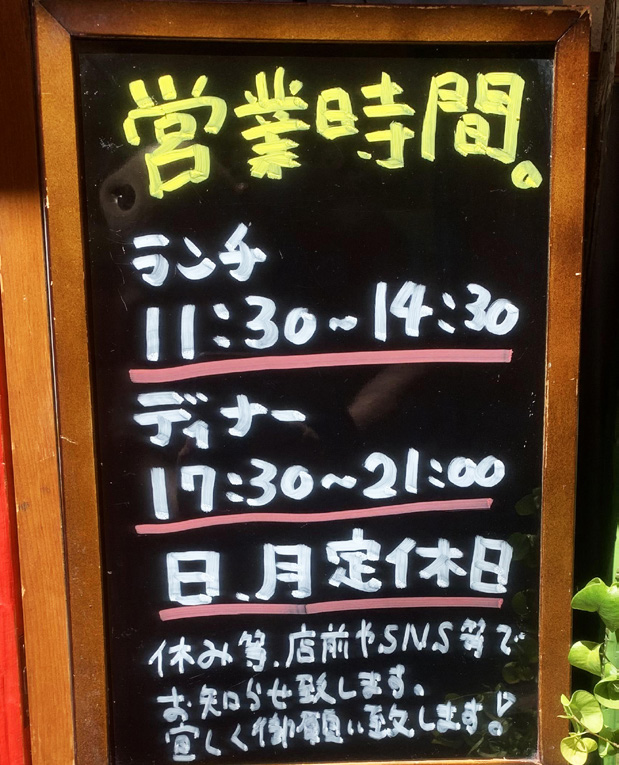 営業時間。
ランチ
11:30~14:30
ディナー
17:30~21:00
日、月定休日
休み等、店前やSNS等で
お知らせ致します。
宜しく御願い致します。♡